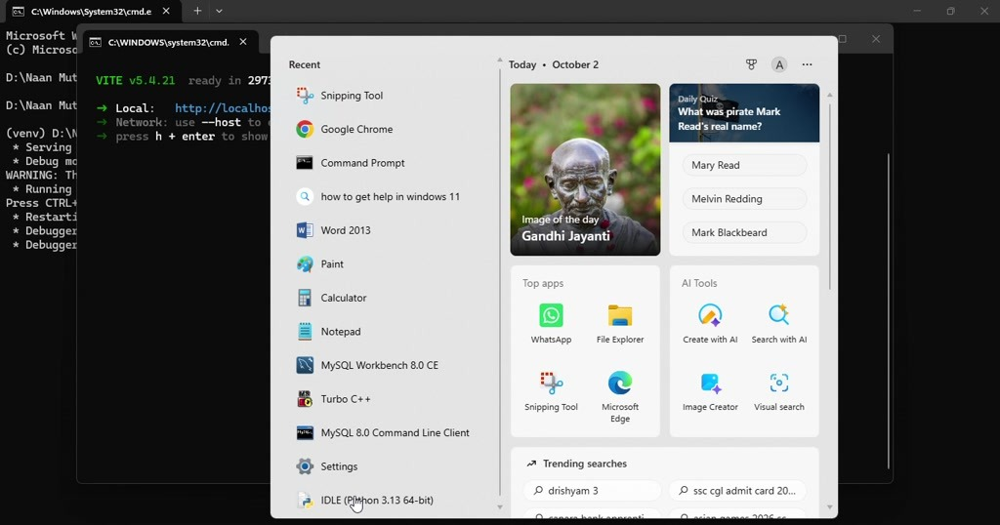 C:\Windows\System32\cmd.e
Microsoft W
(c) Microso
D:\Naan Mut
D:\Naan Mut
(venv) D:\N
* Serving
* Debug mo
WARNING: Th
* Running
Press CTRL+
* Restarti
* Debugger
* Debugger
C:\WINDOWS\system32\cmd.
VITE v5.4.21 ready in 297
➜ Local: http://localhos
➜ Network: use --host to e
➜ press h + enter to show
Recent
Snipping Tool
Google Chrome
Command Prompt
how to get help in windows 11
Word 2013
Paint
Calculator
Notepad
MySQL Workbench 8.0 CE
Turbo C++
MySQL 8.0 Command Line Client
Settings
IDLE (Python 3.13 64-bit)
Today • October 2
A
Image of the day
Gandhi Jayanti
Daily Quiz
What was pirate Mark
Read's real name?
Mary Read
Melvin Redding
Mark Blackbeard
Top apps
WhatsApp
File Explorer
Snipping Tool
Microsoft
Edge
AI Tools
Create with AI
Search with AI
Image Creator
Visual search
Trending searches
drishyam 3
ssc cgl admit card 20...